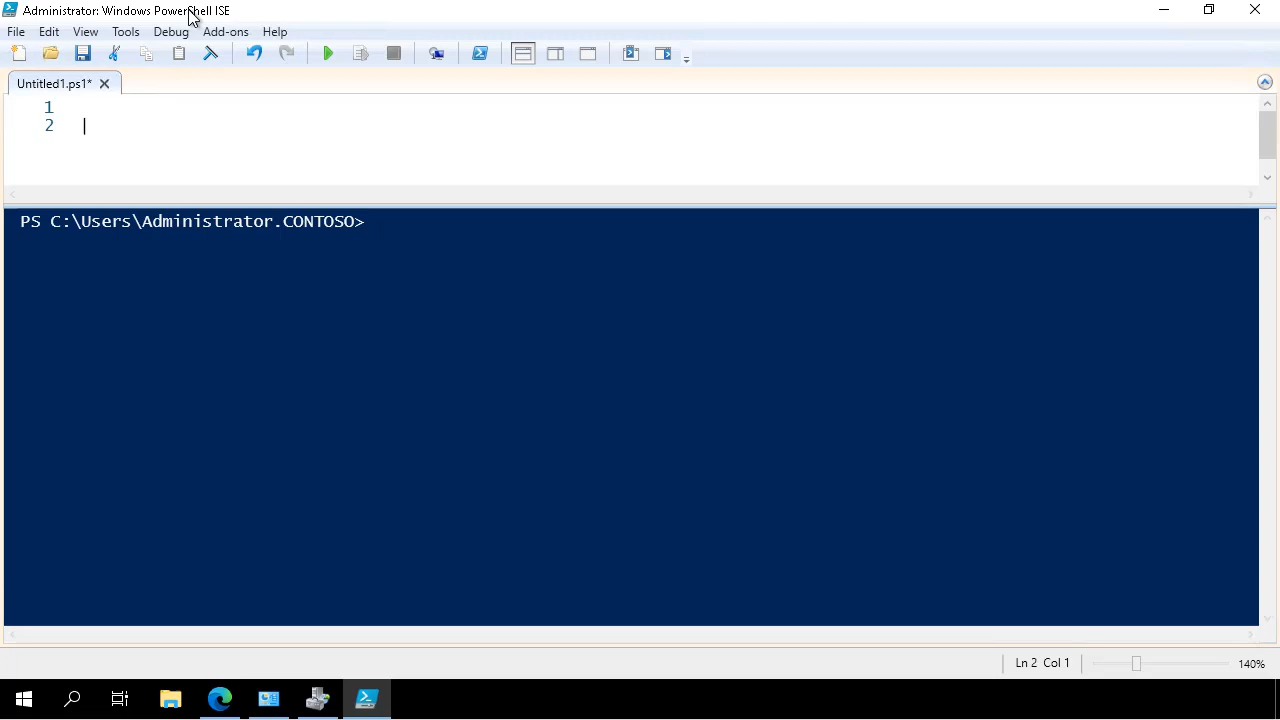 Administrator: Windows PowerShell ISE
File Edit View Tools Debug Add-ons Help
Untitled1.ps1*
1
2
PS C:\Users\Administrator.CONTOSO>
Ln 2 Col 1
140%